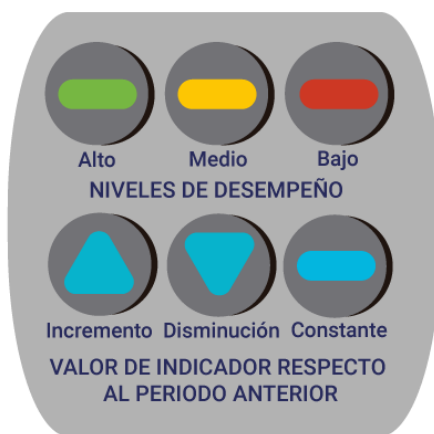 Alto Medio Bajo
NIVELES DE DESEMPEÑO
Incremento Disminución Constante
VALOR DE INDICADOR RESPECTO
AL PERIODO ANTERIOR